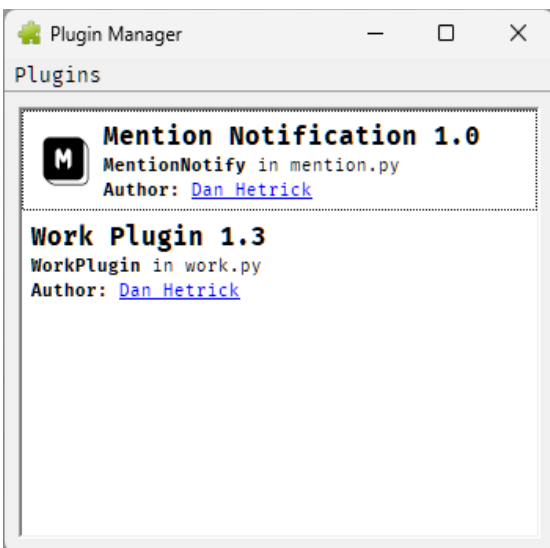 Plugin Manager
Plugins
Mention Notification 1.0
M
MentionNotify in mention.py
Author: Dan Hetrick
Work Plugin 1.3
WorkPlugin in work.py
Author: Dan Hetrick